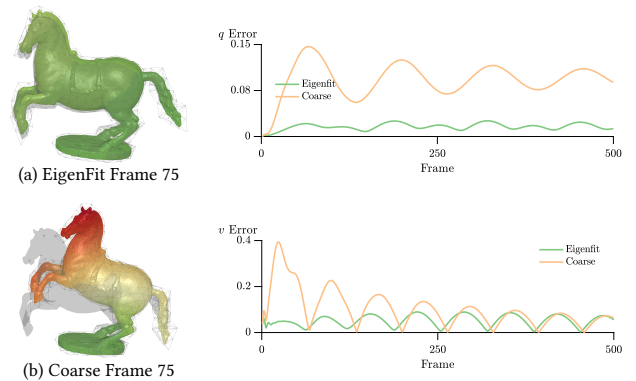 q Error
0.15
0.08
0
Eigenfit
Coarse
0
250
500
Frame
(a) EigenFit Frame 75
v Error
0.4
0.2
0
Eigenfit
Coarse
0
250
500
Frame
(b) Coarse Frame 75